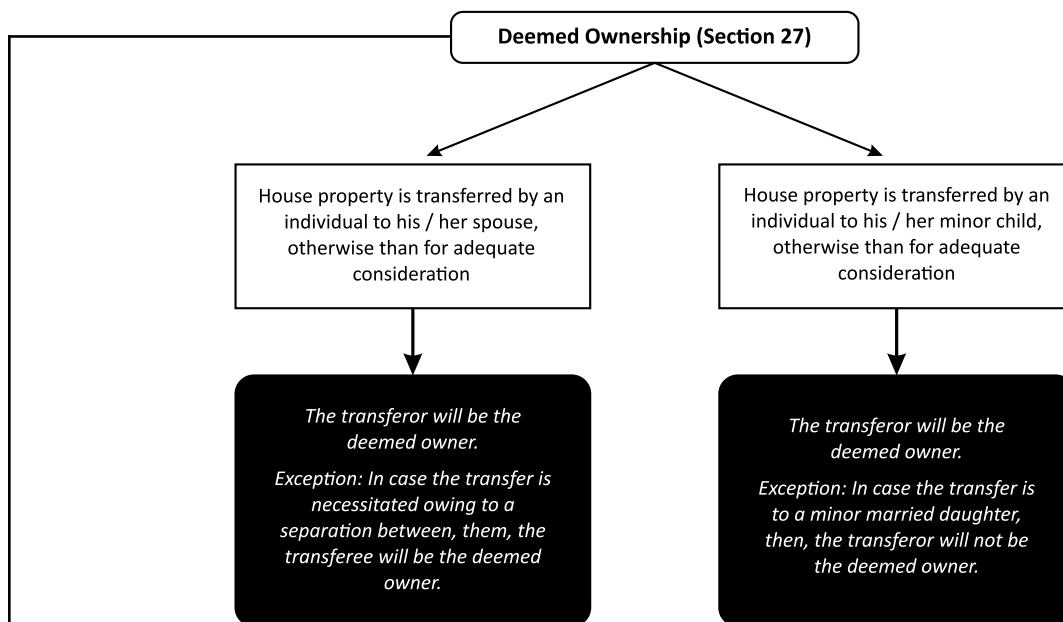 Deemed Ownership (Section 27)
House property is transferred by an
individual to his / her spouse,
otherwise than for adequate
consideration
House property is transferred by an
individual to his / her minor child,
otherwise than for adequate
consideration
The transferor will be the
deemed owner.
Exception: In case the transfer is
necessitated owing to a
separation between, them, the
transferee will be the deemed
owner.
The transferor will be the
deemed owner.
Exception: In case the transfer is
to a minor married daughter,
then, the transferor will not be
the deemed owner.